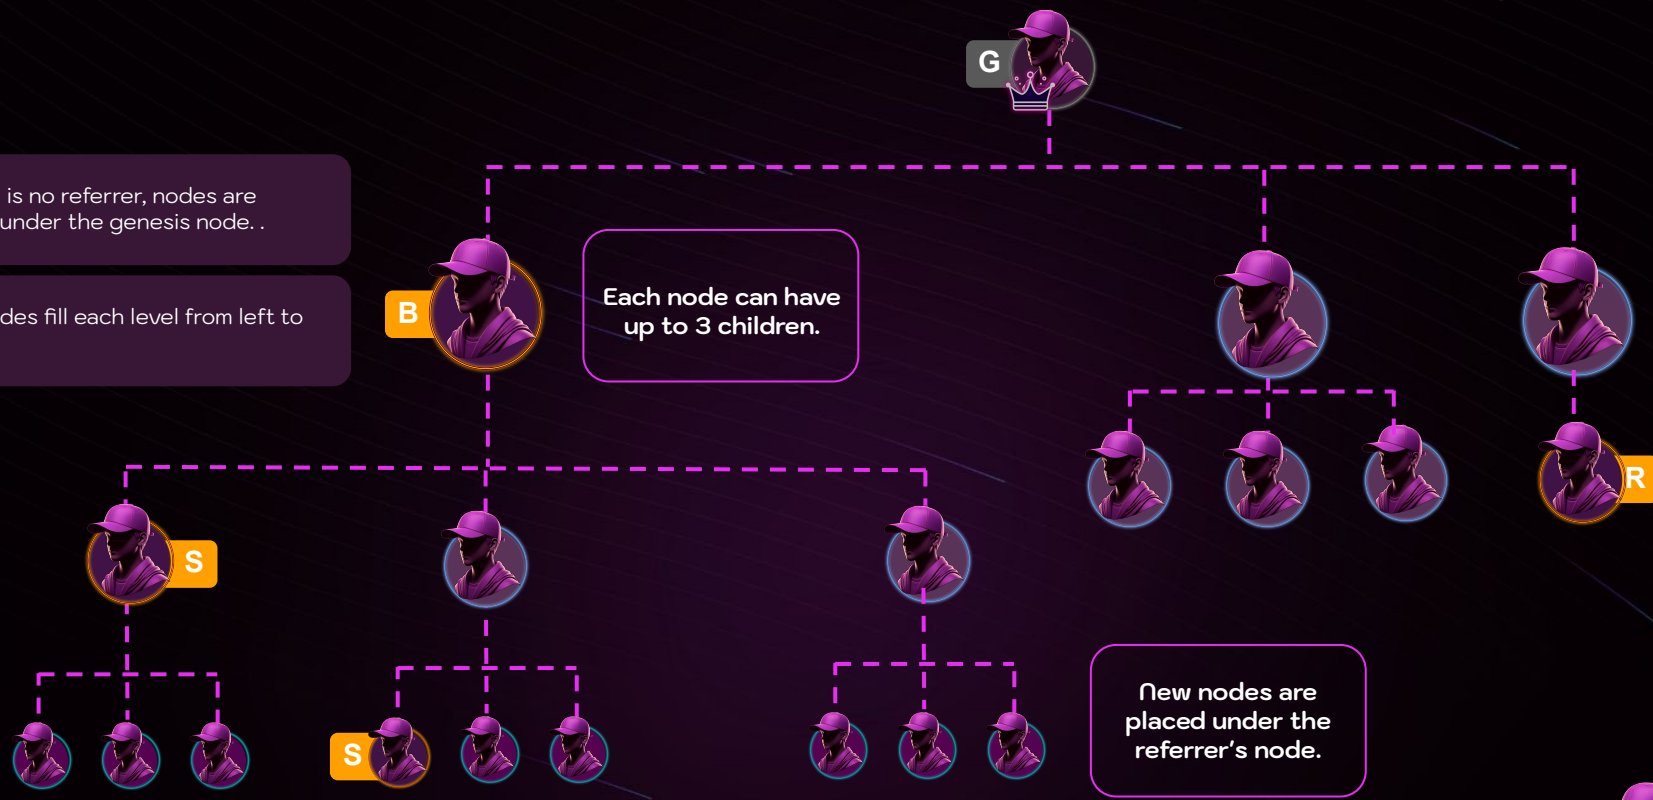 G
is no referrer, nodes are
under the genesis node. .
des fill each level from left to
B
Each node can have
up to 3 children.
R
S
S
New nodes are
placed under the
referrer's node.